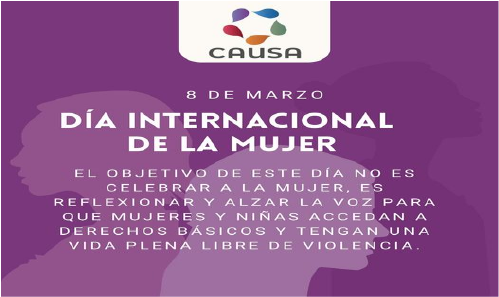 CAUSA
8 DE MARZO
DÍA INTERNACIONAL
DE LA MUJER
EL OBJETIVO DE ESTE DÍA NO ES
CELEBRAR A LA MUJER, ES
REFLEXIONAR Y ALZAR LA VOZ PARA
QUE MUJERES Y NIÑAS ACCEDAN A
DERECHOS BÁSICOS Y TENGAN UNA
VIDA PLENA LIBRE DE VIOLENCIA.